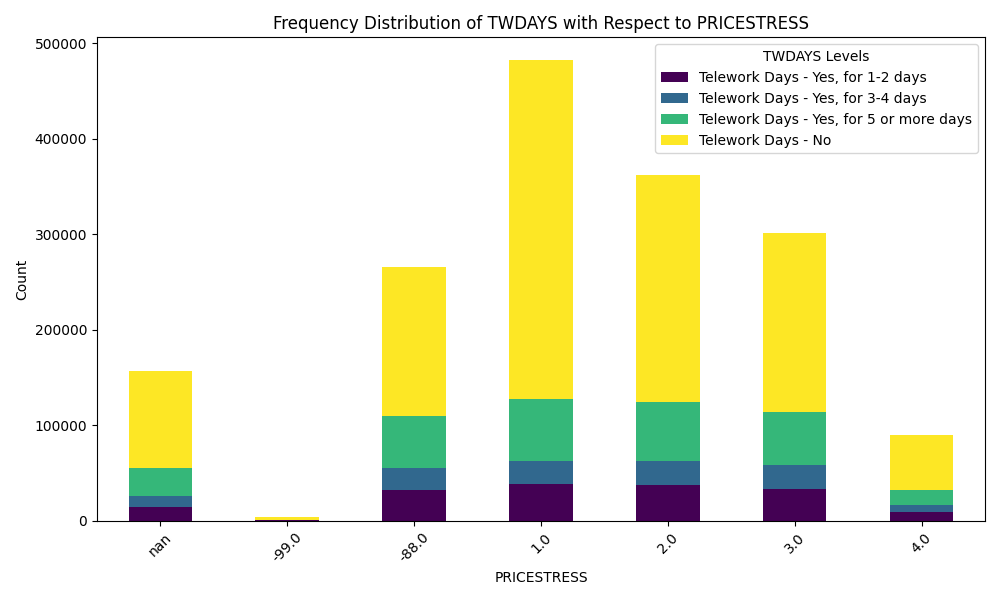 Frequency Distribution of TWDAYS with Respect to PRICESTRESS
500000
400000
300000
200000
100000
0
Count
TWDAYS Levels
Telework Days - Yes, for 1-2 days
Telework Days - Yes, for 3-4 days
Telework Days - Yes, for 5 or more days
Telework Days - No
nan
-99.0
-88.0
1.0
2.0
3.0
4.0
PRICESTRESS